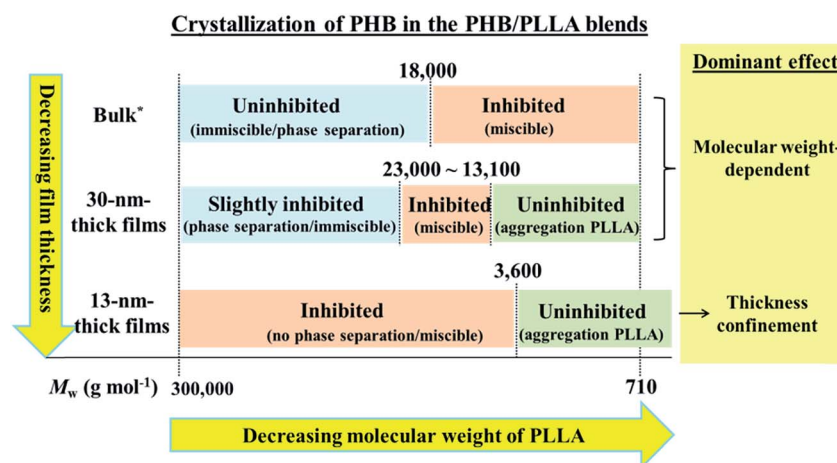 Crystallization of PHB in the PHB/PLLA blends
Dominant effect
Decreasing film thickness
18,000
Bulk*
Uninhibited
(immiscible/phase separation)
Inhibited
(miscible)
Molecular weight-
dependent
23,000 ~ 13,100
30-nm-
thick films
Slightly inhibited
(phase separation/immiscible)
Inhibited
(miscible)
Uninhibited
(aggregation PLLA)
3,600
13-nm-
thick films
Inhibited
(no phase separation/miscible)
Uninhibited
(aggregation PLLA)
Thickness
confinement
Mw (g mol-1)
300,000
710
Decreasing molecular weight of PLLA